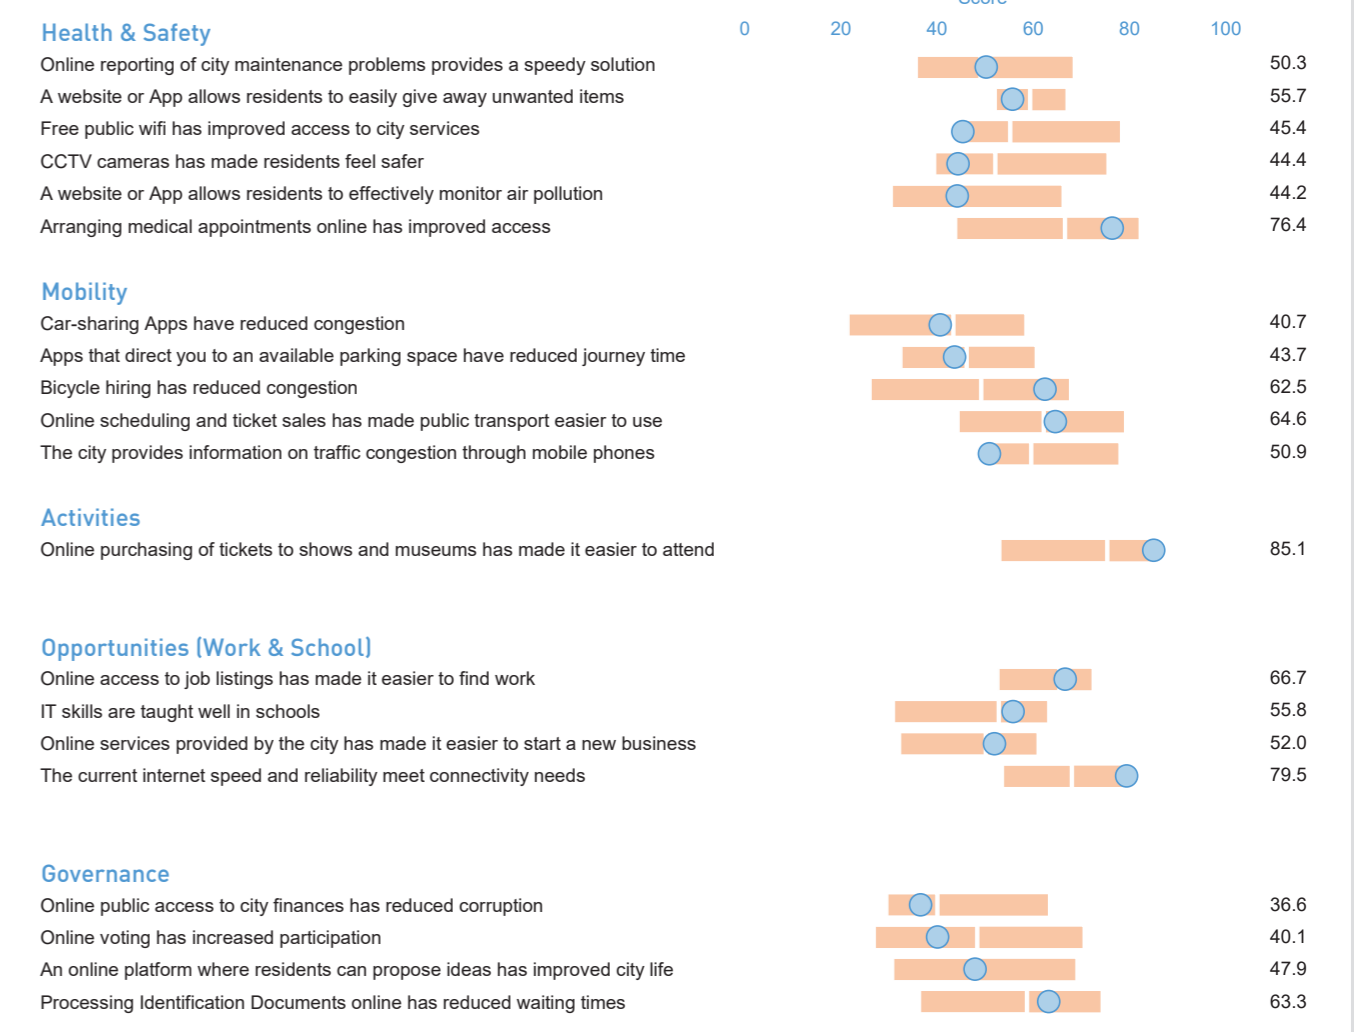 Score
Health & Safety 0 20 40 60 80 100
Online reporting of city maintenance problems provides a speedy solution 50.3
A website or App allows residents to easily give away unwanted items 55.7
Free public wifi has improved access to city services 45.4
CCTV cameras has made residents feel safer 44.4
A website or App allows residents to effectively monitor air pollution 44.2
Arranging medical appointments online has improved access 76.4
Mobility
Car-sharing Apps have reduced congestion 40.7
Apps that direct you to an available parking space have reduced journey time 43.7
Bicycle hiring has reduced congestion 62.5
Online scheduling and ticket sales has made public transport easier to use 64.6
The city provides information on traffic congestion through mobile phones 50.9
Activities
Online purchasing of tickets to shows and museums has made it easier to attend 85.1
Opportunities (Work & School)
Online access to job listings has made it easier to find work 66.7
IT skills are taught well in schools 55.8
Online services provided by the city has made it easier to start a new business 52.0
The current internet speed and reliability meet connectivity needs 79.5
Governance
Online public access to city finances has reduced corruption 36.6
Online voting has increased participation 40.1
An online platform where residents can propose ideas has improved city life 47.9
Processing Identification Documents online has reduced waiting times 63.3